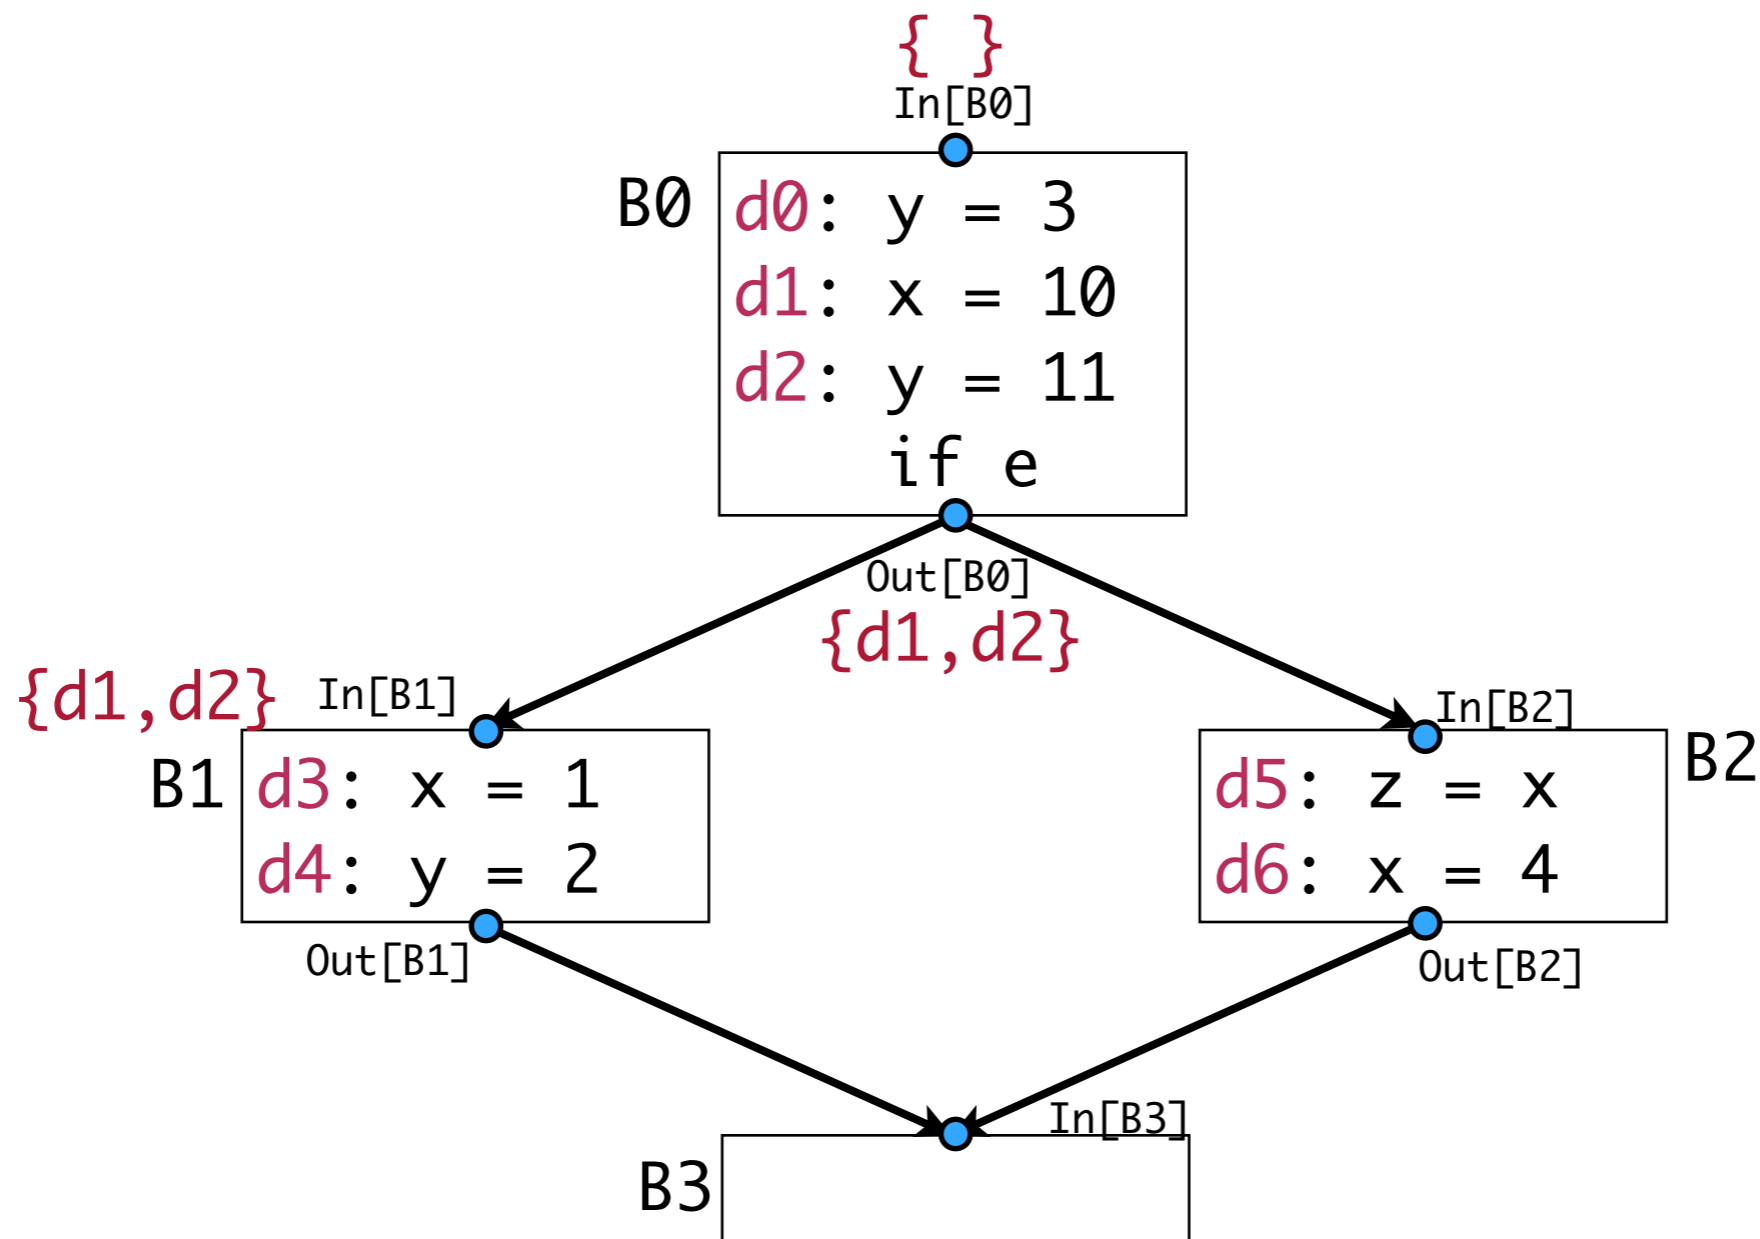 { }
In[B0]
B0
d0: y = 3
d1: x = 10
d2: y = 11
if e
Out[B0]
{d1,d2}
{d1,d2} In[B1]
B1
d3: x = 1
d4: y = 2
Out[B1]
In[B2]
B2
d5: z = x
d6: x = 4
Out[B2]
In[B3]
B3